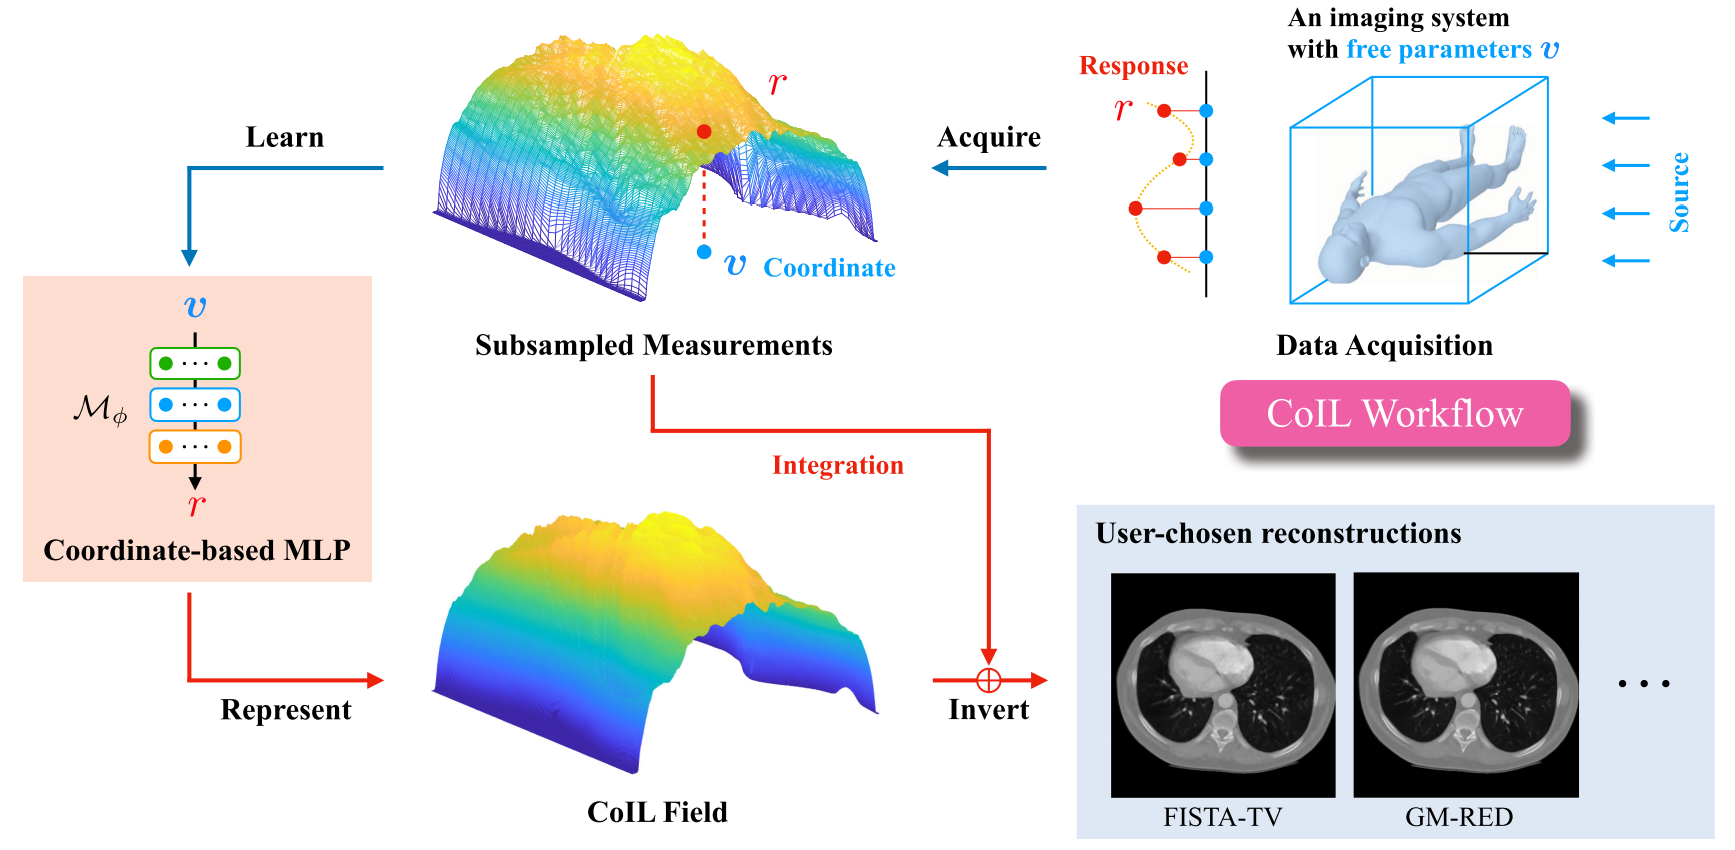 An imaging system
with free parameters v
Response
r
Source
Data Acquisition
Acquire
r
v Coordinate
Subsampled Measurements
Learn
v
ℳ_ϕ
r
Coordinate-based MLP
Represent
CoIL Field
Integration
Invert
CoIL Workflow
User-chosen reconstructions
FISTA-TV
GM-RED